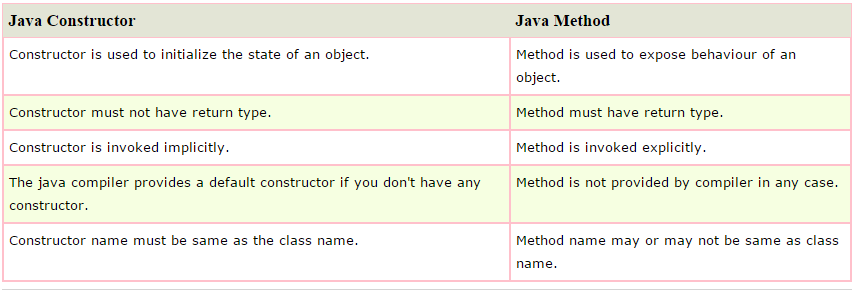 Java Constructor Java Method
Constructor is used to initialize the state of an object. Method is used to expose behaviour of an
object.
Constructor must not have return type. Method must have return type.
Constructor is invoked implicitly. Method is invoked explicitly.
The java compiler provides a default constructor if you don't have any
constructor.
Method is not provided by compiler in any case.
Constructor name must be same as the class name. Method name may or may not be same as class
name.